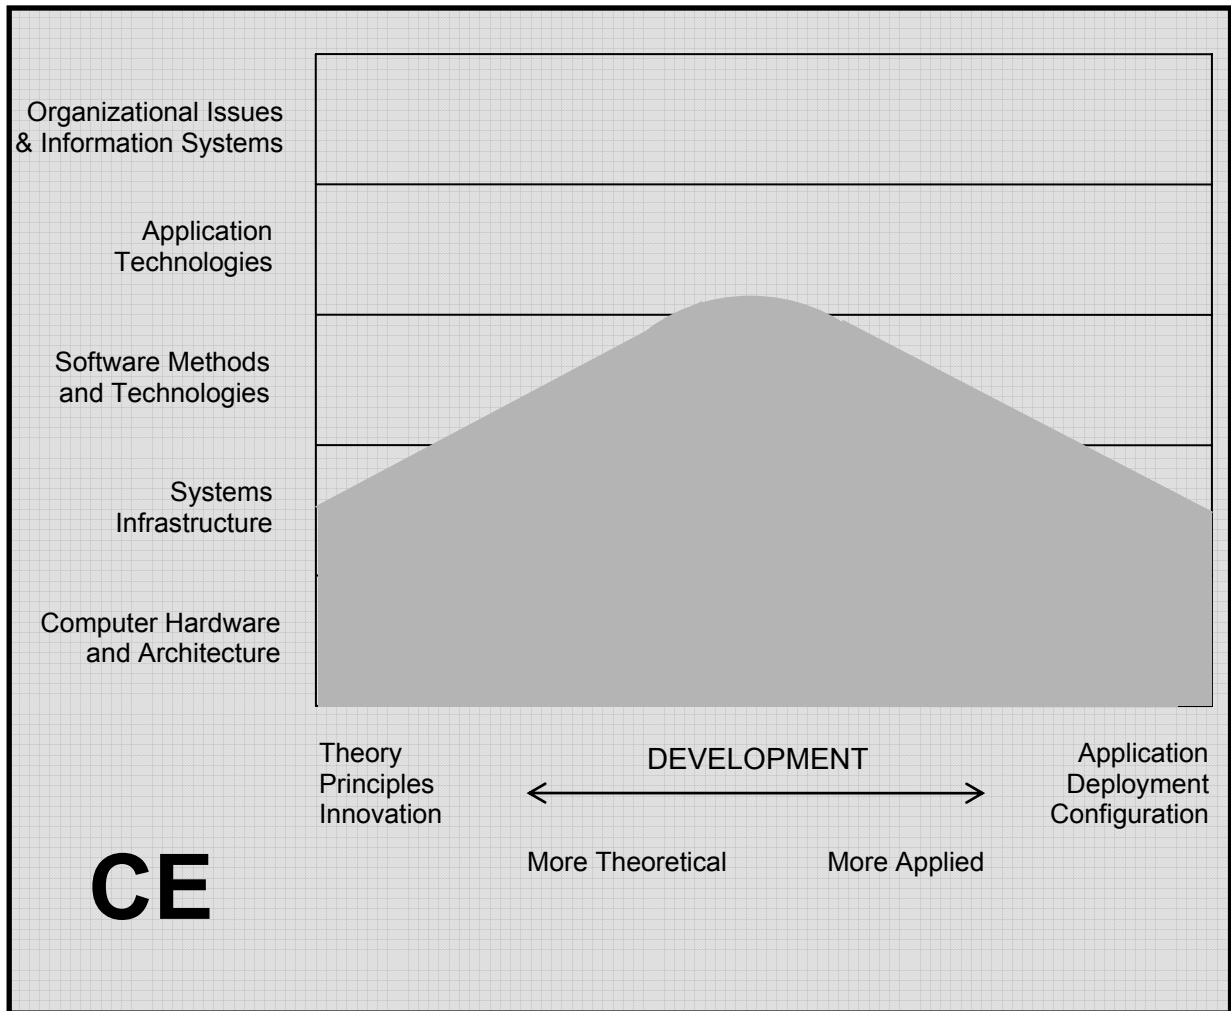 Organizational Issues
& Information Systems
Application
Technologies
Software Methods
and Technologies
Systems
Infrastructure
Computer Hardware
and Architecture
Theory
Principles
Innovation
DEVELOPMENT
Application
Deployment
Configuration
More Theoretical
More Applied
CE